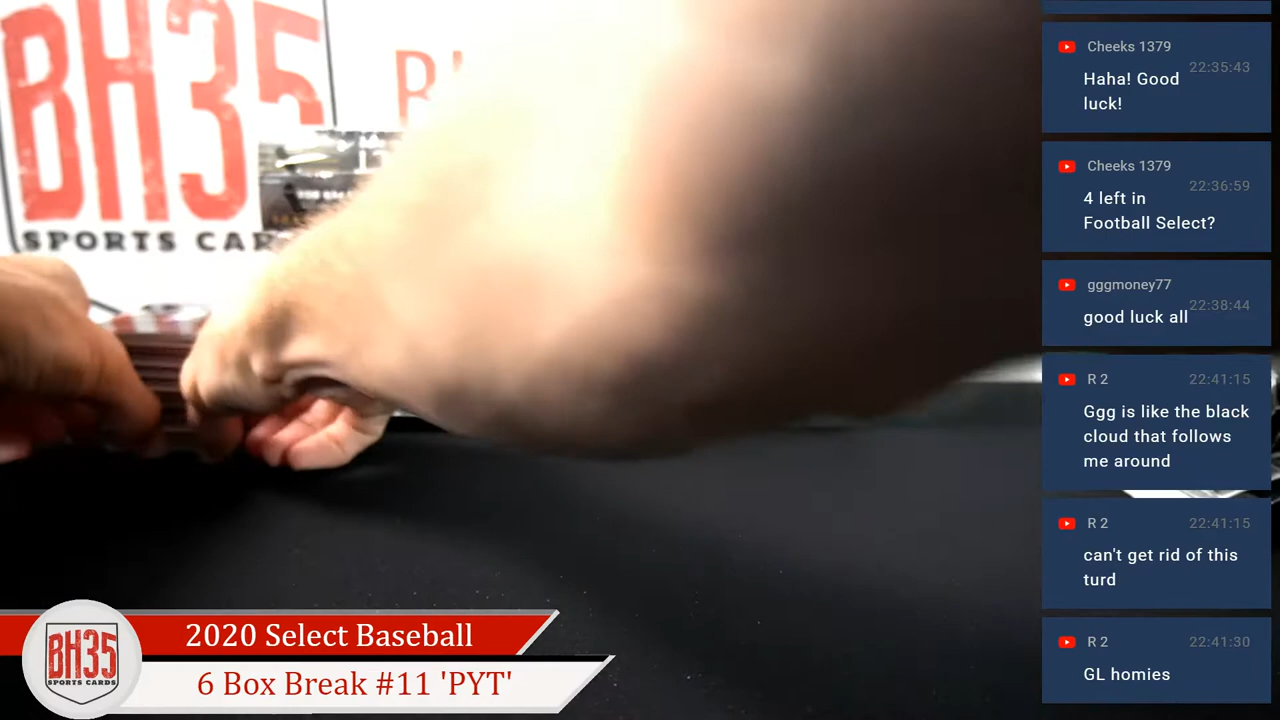 BH35
SPORTS CAR
B
Cheeks 1379
22:35:43
Haha! Good
luck!
Cheeks 1379
22:36:59
4 left in
Football Select?
gggmoney77
22:38:44
good luck all
R 2
22:41:15
Ggg is like the black
cloud that follows
me around
R 2
22:41:15
can't get rid of this
turd
R 2
22:41:30
GL homies
BH35
SPORTS CARDS
2020 Select Baseball
6 Box Break #11 'PYT'